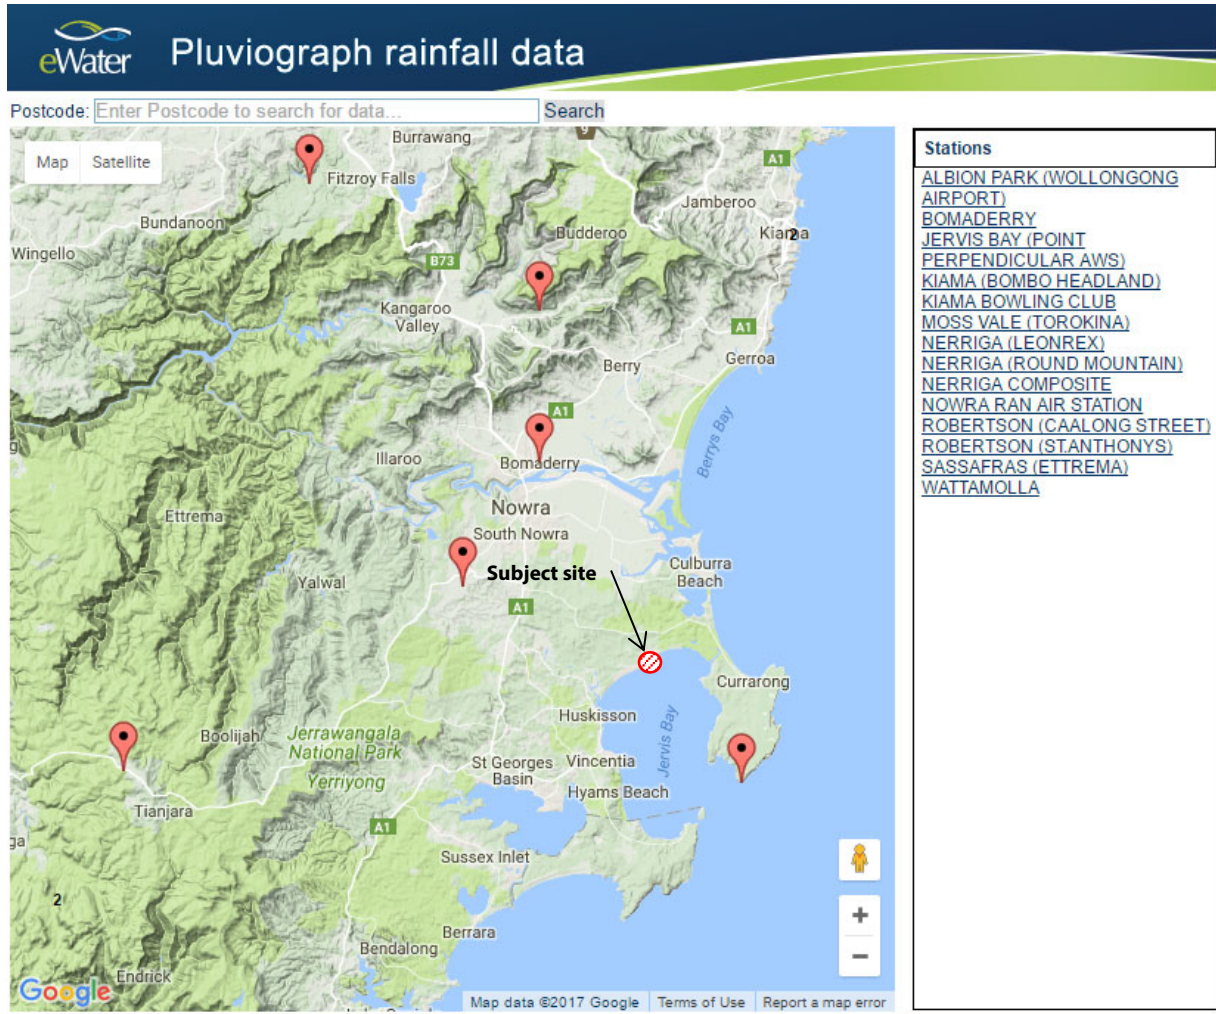 eWater
Pluviograph rainfall data
Postcode: Enter Postcode to search for data... Search
Map Satellite
Burrawang
9
A1
Fitzroy Falls
Jamberoo
Bundanoon
Budderoo
Kiama
2
Wingello
B73
Kangaroo
Valley
A1
Berry
Gerroa
A1
Berrys Bay
Illaroo
Bomaderry
Nowra
Ettrema
South Nowra
Yalwal
Subject site
Culburra
Beach
A1
Currarong
Huskisson
Jervis Bay
Boolijah
Jerrawangala
National Park
St Georges
Basin
Vincentia
Yerriyong
Hyams Beach
Tianjara
A1
ga
Sussex Inlet
2
Berrara
Bendalong
Endrick
Google
Map data ©2017 Google Terms of Use Report a map error
Stations
ALBION PARK (WOLLONGONG
AIRPORT)
BOMADERRY
JERVIS BAY (POINT
PERPENDICULAR AWS)
KIAMA (BOMBO HEADLAND)
KIAMA BOWLING CLUB
MOSS VALE (TOROKINA)
NERRIGA (LEONREX)
NERRIGA (ROUND MOUNTAIN)
NERRIGA COMPOSITE
NOWRA RAN AIR STATION
ROBERTSON (CAALONG STREET)
ROBERTSON (ST.ANTHONYS)
SASSAFRAS (ETTREMA)
WATTAMOLLA